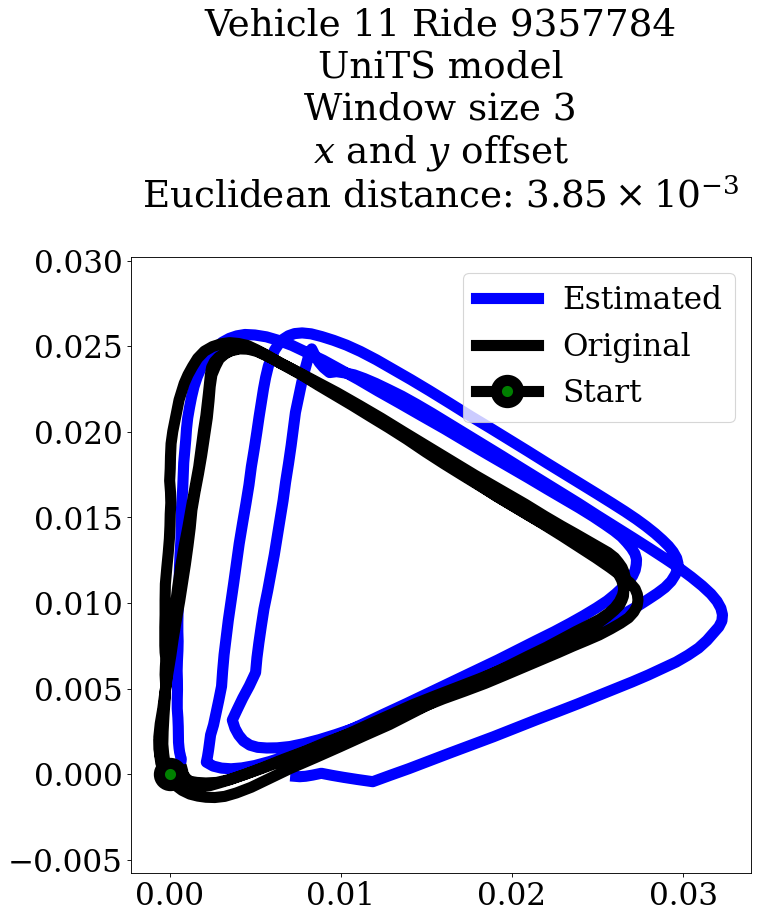 Vehicle 11 Ride 9357784
UniTS model
Window size 3
x and y offset
Euclidean distance: 3.85 × 10⁻³
0.030
0.025
0.020
0.015
0.010
0.005
0.000
−0.005
Estimated
Original
Start
0.00 0.01 0.02 0.03